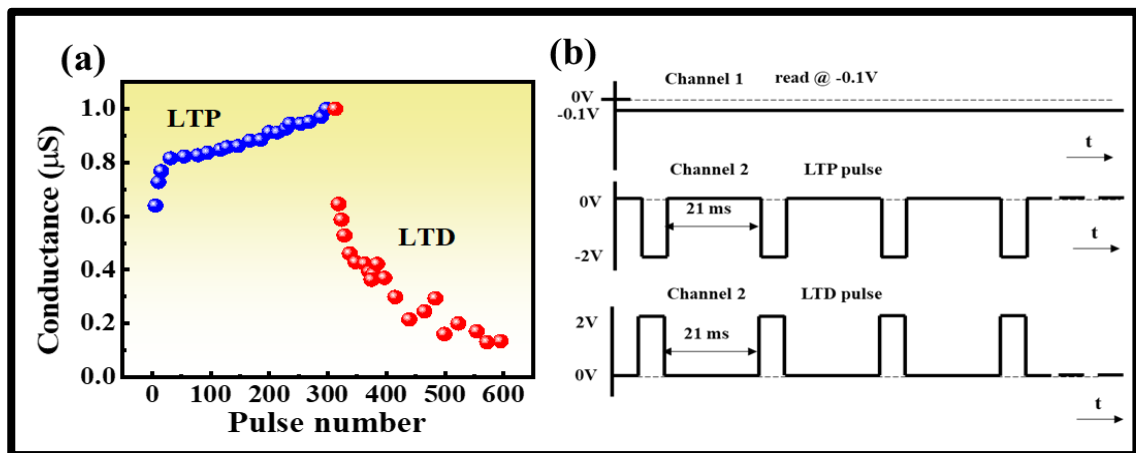 (a)
LTP
LTD
Conductance (μS)
1.0
0.8
0.6
0.4
0.2
0.0
0 100 200 300 400 500 600
Pulse number
(b)
Channel 1 read @ -0.1V
0V
-0.1V
t
Channel 2 LTP pulse
0V
21 ms
-2V
t
Channel 2 LTD pulse
2V
21 ms
0V
t